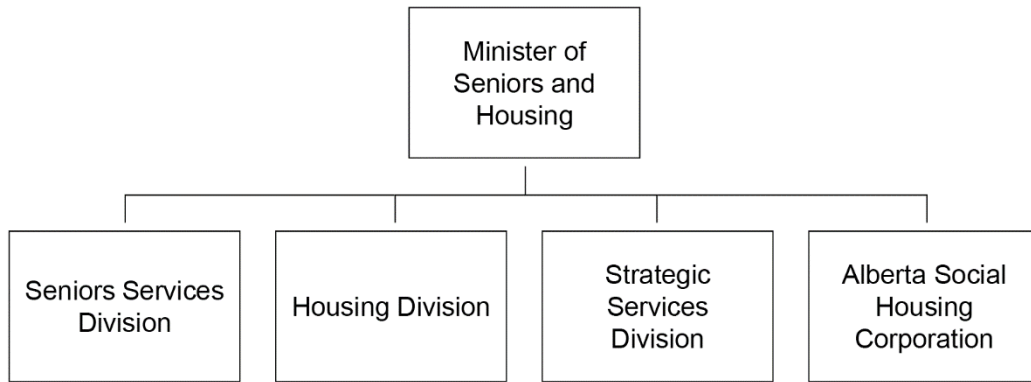 Minister of
Seniors and
Housing
Seniors Services
Division
Housing Division
Strategic
Services
Division
Alberta Social
Housing
Corporation